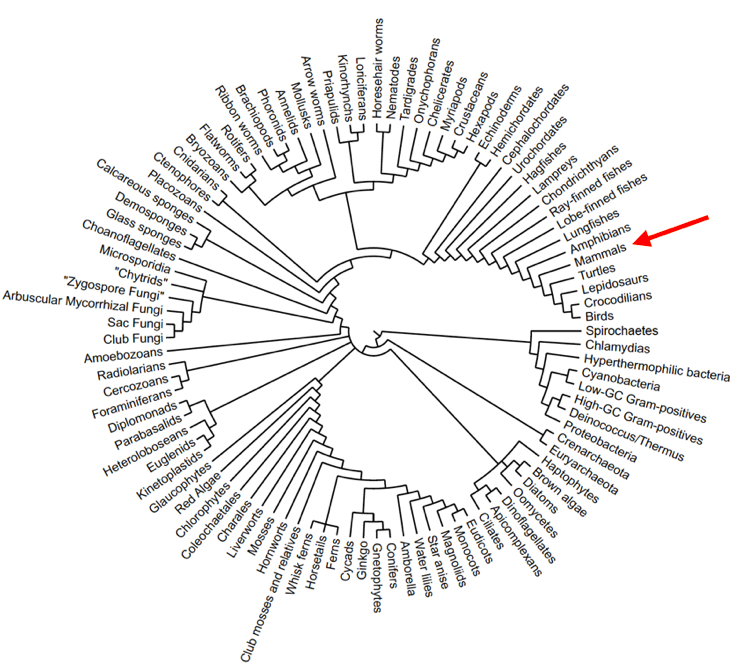 Calcareous sponges
Demosponges
Glass sponges
Choanoflagellates
Microsporidia
"Chytrids"
"Zygospore Fungi"
Arbuscular Mycorrhizal Fungi
Sac Fungi
Club Fungi
Amoebozoans
Radiolarians
Cercozoans
Foraminiferans
Diplomonads
Parabasalids
Heteroloboseans
Euglenids
Kinetoplastids
Glaucophytes
Red Algae
Chlorophytes
Coleochaetales
Charales
Liverworts
Mosses
Hornworts
Club mosses and relatives
Whisk ferns
Horsetails
Ferns
Cycads
Ginkgo
Gnetophytes
Conifers
Amborella
Water lilies
Star anise
Magnoliids
Monocots
Eudicots
Ciliates
Apicomplexans
Dinoflagellates
Oomycetes
Diatoms
Brown algae
Haptophytes
Euryarchaeota
Crenarchaeota
Proteobacteria
Deinococcus/Thermus
High-GC Gram-positives
Low-GC Gram-positives
Cyanobacteria
Hyperthermophilic bacteria
Chlamydias
Spirochaetes
Birds
Crocodilians
Lepidosaurs
Turtles
Mammals
Amphibians
Lungfishes
Lobe-finned fishes
Ray-finned fishes
Chondrichthyans
Lampreys
Hagfishes
Urochordates
Cephalochordates
Hemichordates
Echinoderms
Hexapods
Crustaceans
Myriapods
Chelicerates
Onychophorans
Tardigrades
Nematodes
Horesehair worms
Loriciferans
Kinorhynchs
Priapulids
Arrow worms
Mollusks
Annelids
Phoronids
Brachiopods
Ribbon worms
Rolifers
Flatworms
Bryozoans
Cnidarians
Ctenophores
Placozoans